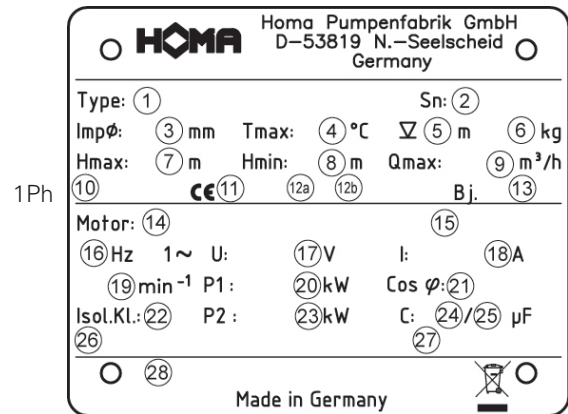 HOMA
Homa Pumpenfabrik GmbH
D-53819 N.-Seelscheid
Germany
Type: 1 Sn: 2
Impø: 3 mm Tmax: 4 °C 5 m 6 kg
Hmax: 7 m Hmin: 8 m Qmax: 9 m³/h
1Ph 10 CE 11 12a 12b Bj. 13
Motor: 14 15
16 Hz 1~ U: 17 V I: 18 A
19 min⁻¹ P1: 20 kW Cos φ: 21
Isol.Kl.: 22 P2: 23 kW C: 24/25 µF
26 27
28
Made in Germany